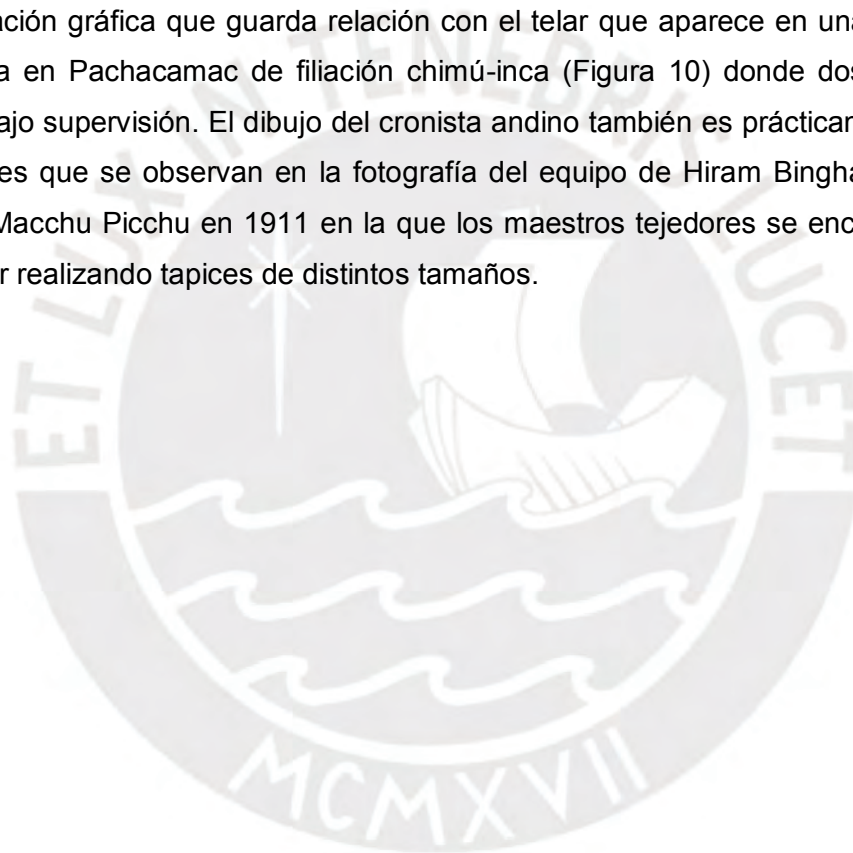 ación gráfica que guarda relación con el telar que aparece en una
a en Pachacamac de filiación chimú-inca (Figura 10) donde dos
ajo supervisión. El dibujo del cronista andino también es práctican
es que se observan en la fotografía del equipo de Hiram Bingha
Macchu Picchu en 1911 en la que los maestros tejedores se enc
r realizando tapices de distintos tamaños.
ET LUX IN TENEBRIS LUCET
MCMXVII